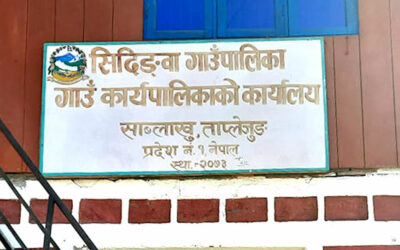 सिदिङ्वा गाउँपालिका
गाउँ कार्यपालिकाको कार्यालय
साब्लाखु, ताप्लेजुङ
प्रदेश नं. १, नेपाल
स्था.-२०७३